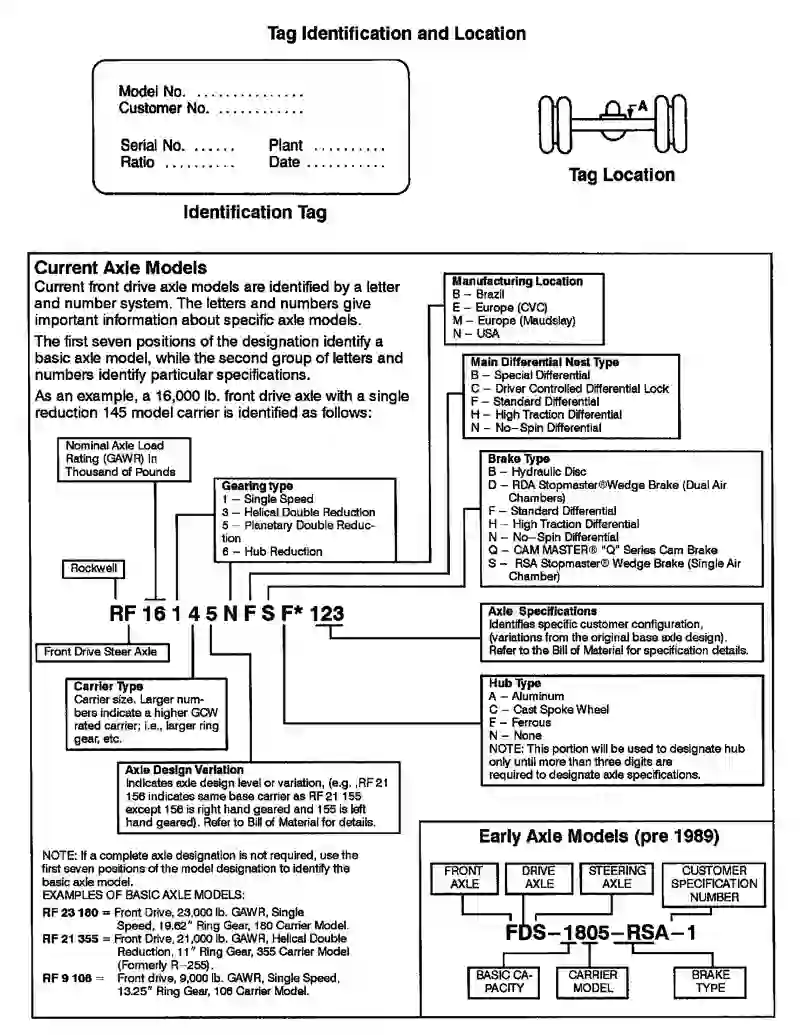 Tag Identification and Location
Model No. ...............
Customer No. ............
Serial No. ...... Plant ..........
Ratio .......... Date ...........
Identification Tag
A
Tag Location
Current Axle Models
Current front drive axle models are identified by a letter
and number system. The letters and numbers give
important information about specific axle models.
The first seven positions of the designation identify a
basic axle model, while the second group of letters and
numbers identify particular specifications.
As an example, a 16,000 lb. front drive axle with a single
reduction 145 model carrier is identified as follows:
Manufacturing Location
B – Brazil
E – Europe (CVC)
M – Europe (Maudslay)
N – USA
Main Differential Nest Type
B – Special Differential
C – Driver Controlled Differential Lock
F – Standard Differential
H – High Traction Differential
N – No–Spin Differential
Nominal Axle Load
Rating (GAWR) In
Thousand of Pounds
Gearing type
1 – Single Speed
3 – Helical Double Reduction
5 – Planetary Double Reduc-
tion
6 – Hub Reduction
Brake Type
B – Hydraulic Disc
D – RDA Stopmaster®Wedge Brake (Dual Air
Chambers)
F – Standard Differential
H – High Traction Differential
N – No–Spin Differential
Q – CAM MASTER® "Q" Series Cam Brake
S – RSA Stopmaster® Wedge Brake (Single Air
Chamber)
Rockwell
RF 16 1 4 5 N F S F* 123
Front Drive Steer Axle
Axle Specifications
Identifies specific customer configuration,
(variations from the original base axle design).
Refer to the Bill of Material for specification details.
Carrier Type
Carrier size. Larger num-
bers indicate a higher GCW
rated carrier; i.e., larger ring
gear, etc.
Hub Type
A – Aluminum
C – Cast Spoke Wheel
F – Ferrous
N – None
NOTE: This portion will be used to designate hub
only until more than three digits are
required to designate axle specifications.
Axle Design Variation
Indicates axle design level or variation, (e.g. ,RF 21
156 indicates same base carrier as RF 21 155
except 156 is right hand geared and 155 is left
hand geared). Refer to Bill of Material for details.
NOTE: If a complete axle designation is not required, use the
first seven positions of the model designation to identify the
basic axle model.
EXAMPLES OF BASIC AXLE MODELS:
RF 23 180 = Front Drive, 23,000 lb. GAWR, Single
Speed, 19.62" Ring Gear, 180 Carrier Model.
RF 21 355 = Front Drive, 21,000 lb. GAWR, Helical Double
Reduction, 11" Ring Gear, 355 Carrier Model
(Formerly R–255).
RF 9 106 = Front drive, 9,000 lb. GAWR, Single Speed,
13.25" Ring Gear, 106 Carrier Model.
Early Axle Models (pre 1989)
FRONT
AXLE
DRIVE
AXLE
STEERING
AXLE
CUSTOMER
SPECIFICATION
NUMBER
FDS–1805–RSA–1
BASIC CA-
PACITY
CARRIER
MODEL
BRAKE
TYPE